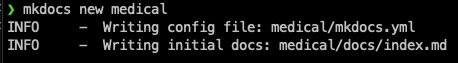 ❯ mkdocs new medical
INFO     -  Writing config file: medical/mkdocs.yml
INFO     -  Writing initial docs: medical/docs/index.md